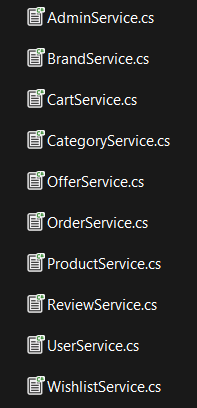 AdminService.cs
BrandService.cs
CartService.cs
CategoryService.cs
OfferService.cs
OrderService.cs
ProductService.cs
ReviewService.cs
UserService.cs
WishlistService.cs